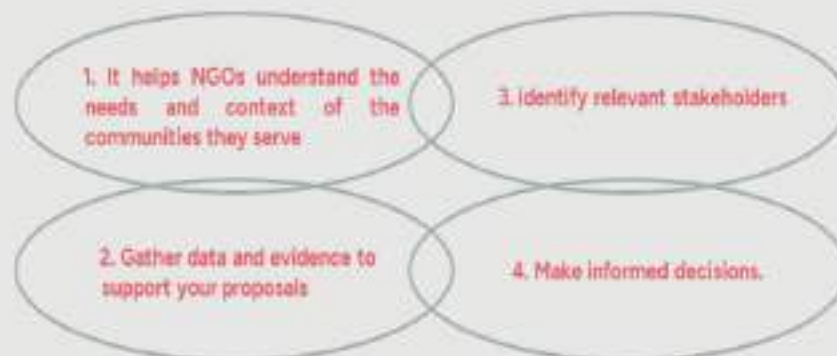 1. It helps NGOs understand the
needs and context of the
communities they serve
2. Gather data and evidence to
support your proposals
3. identify relevant stakeholders
4. Make informed decisions.